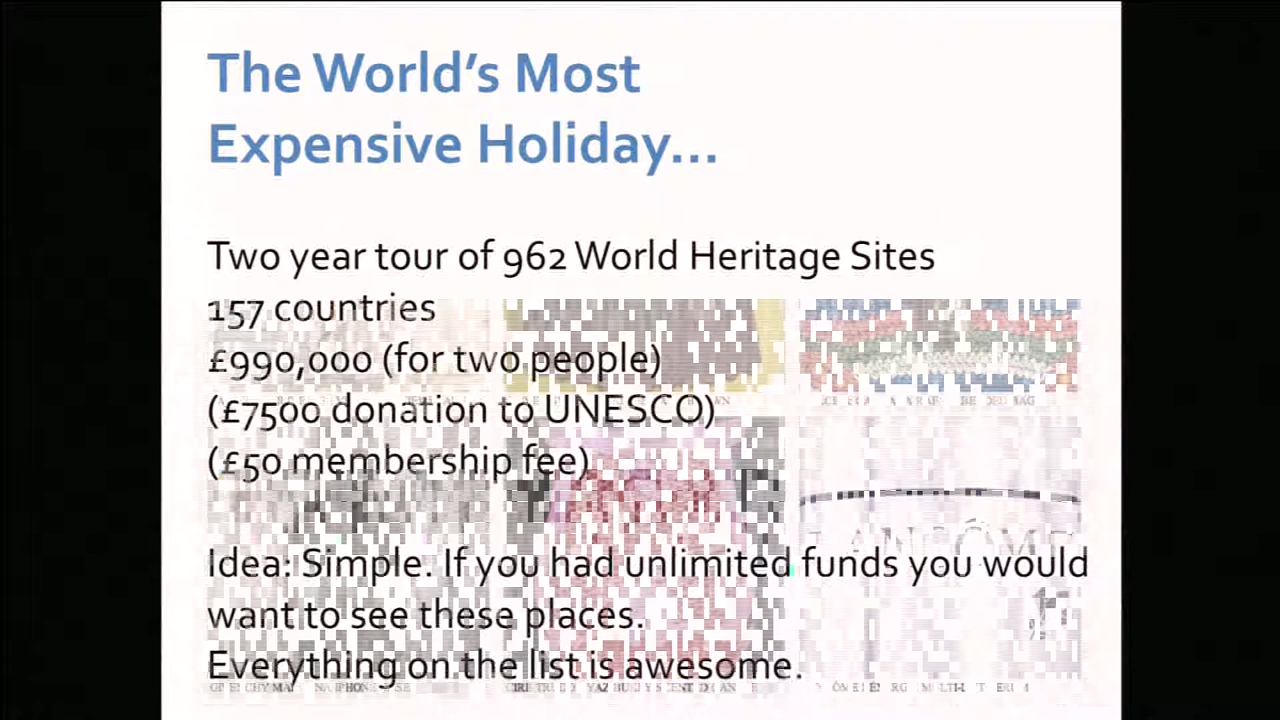 The World’s Most
Expensive Holiday...
Two year tour of 962 World Heritage Sites
157 countries
£990,000 (for two people)
(£7500 donation to UNESCO)
(£50 membership fee)
LANCÔME
Idea: Simple. If you had unlimited funds you would
want to see these places.
Everything on the list is awesome.